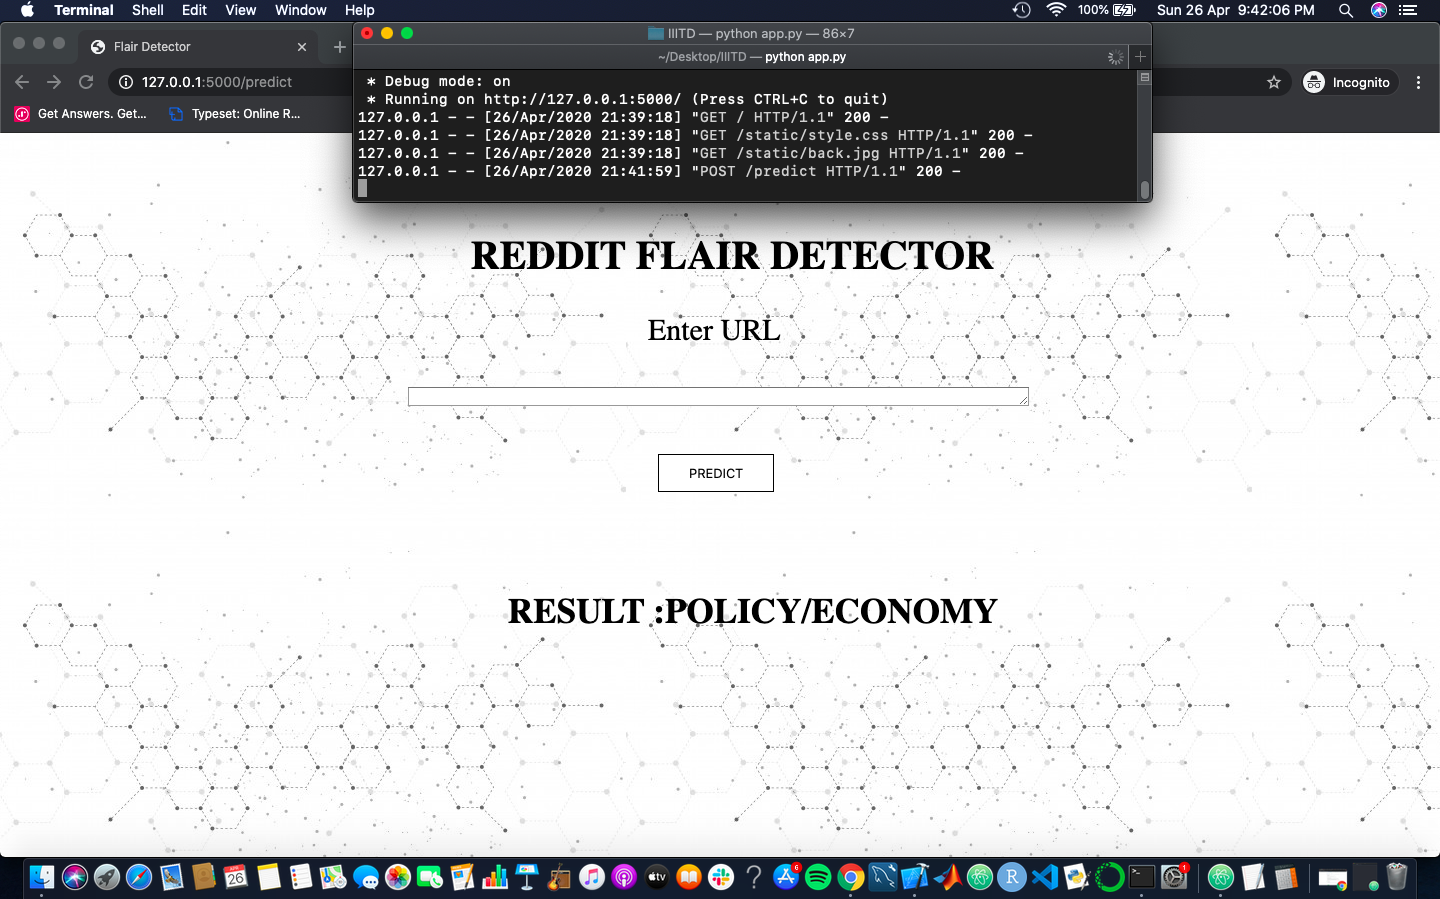 Terminal Shell Edit View Window Help 100% Sun 26 Apr 9:42:06 PM
Flair Detector
IIITD — python app.py — 86×7
~/Desktop/IIITD — python app.py
127.0.0.1:5000/predict
Incognito
Get Answers. Get... Typeset: Online R...
* Debug mode: on
* Running on http://127.0.0.1:5000/ (Press CTRL+C to quit)
127.0.0.1 - - [26/Apr/2020 21:39:18] "GET / HTTP/1.1" 200 -
127.0.0.1 - - [26/Apr/2020 21:39:18] "GET /static/style.css HTTP/1.1" 200 -
127.0.0.1 - - [26/Apr/2020 21:39:18] "GET /static/back.jpg HTTP/1.1" 200 -
127.0.0.1 - - [26/Apr/2020 21:41:59] "POST /predict HTTP/1.1" 200 -
REDDIT FLAIR DETECTOR
Enter URL
PREDICT
RESULT :POLICY/ECONOMY
APR
26
tv
6
R
1